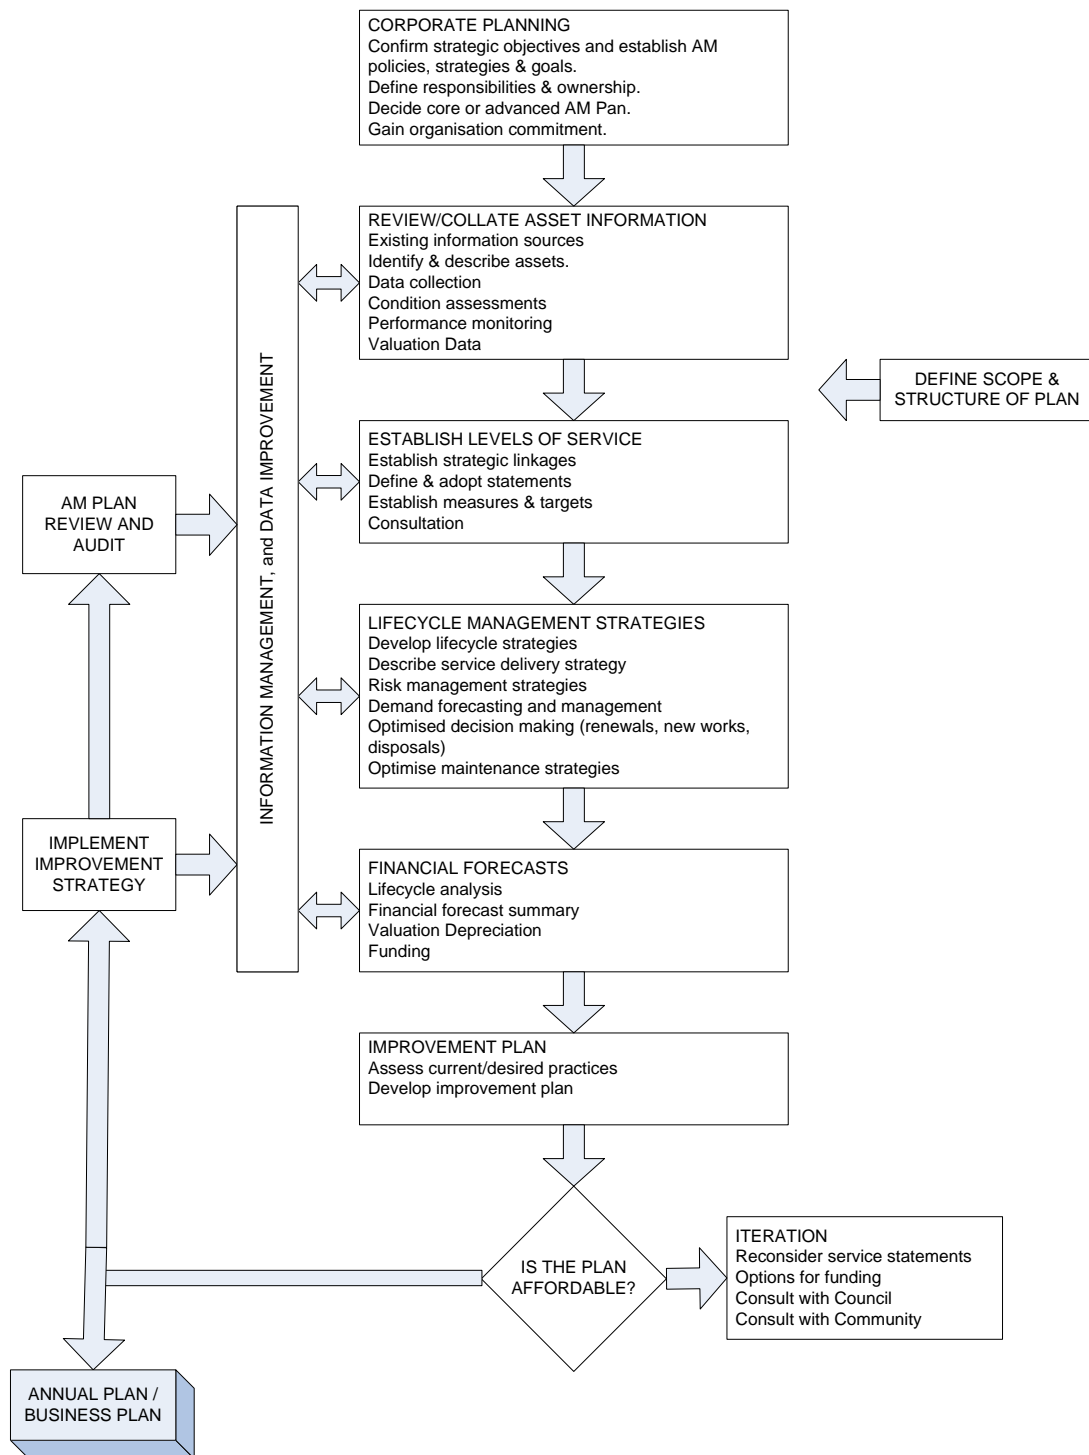 CORPORATE PLANNING
Confirm strategic objectives and establish AM
policies, strategies & goals.
Define responsibilities & ownership.
Decide core or advanced AM Pan.
Gain organisation commitment.
REVIEW/COLLATE ASSET INFORMATION
Existing information sources
Identify & describe assets.
Data collection
Condition assessments
Performance monitoring
Valuation Data
DEFINE SCOPE &
STRUCTURE OF PLAN
INFORMATION MANAGEMENT, and DATA IMPROVEMENT
ESTABLISH LEVELS OF SERVICE
Establish strategic linkages
Define & adopt statements
Establish measures & targets
Consultation
AM PLAN
REVIEW AND
AUDIT
LIFECYCLE MANAGEMENT STRATEGIES
Develop lifecycle strategies
Describe service delivery strategy
Risk management strategies
Demand forecasting and management
Optimised decision making (renewals, new works,
disposals)
Optimise maintenance strategies
IMPLEMENT
IMPROVEMENT
STRATEGY
FINANCIAL FORECASTS
Lifecycle analysis
Financial forecast summary
Valuation Depreciation
Funding
IMPROVEMENT PLAN
Assess current/desired practices
Develop improvement plan
IS THE PLAN
AFFORDABLE?
ITERATION
Reconsider service statements
Options for funding
Consult with Council
Consult with Community
ANNUAL PLAN /
BUSINESS PLAN